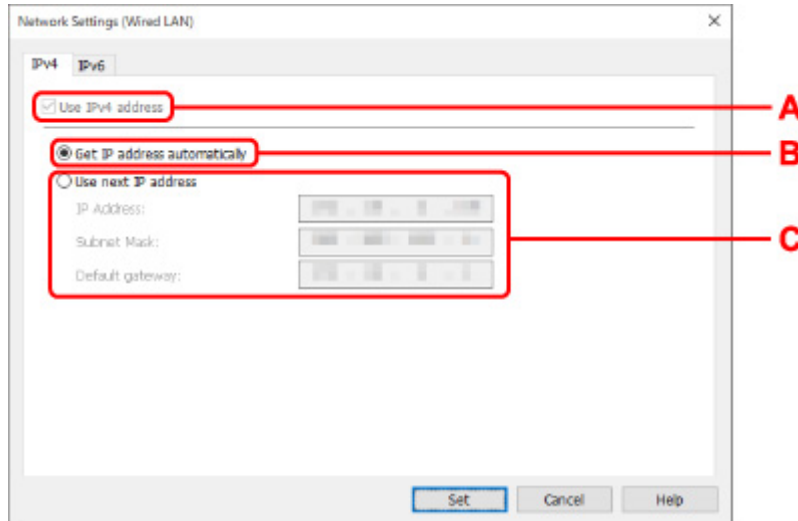 Network Settings (Wired LAN)
IPv4 IPv6
Use IPv4 address
A
Get IP address automatically
B
Use next IP address
IP Address:
Subnet Mask:
C
Default gateway:
Set Cancel Help